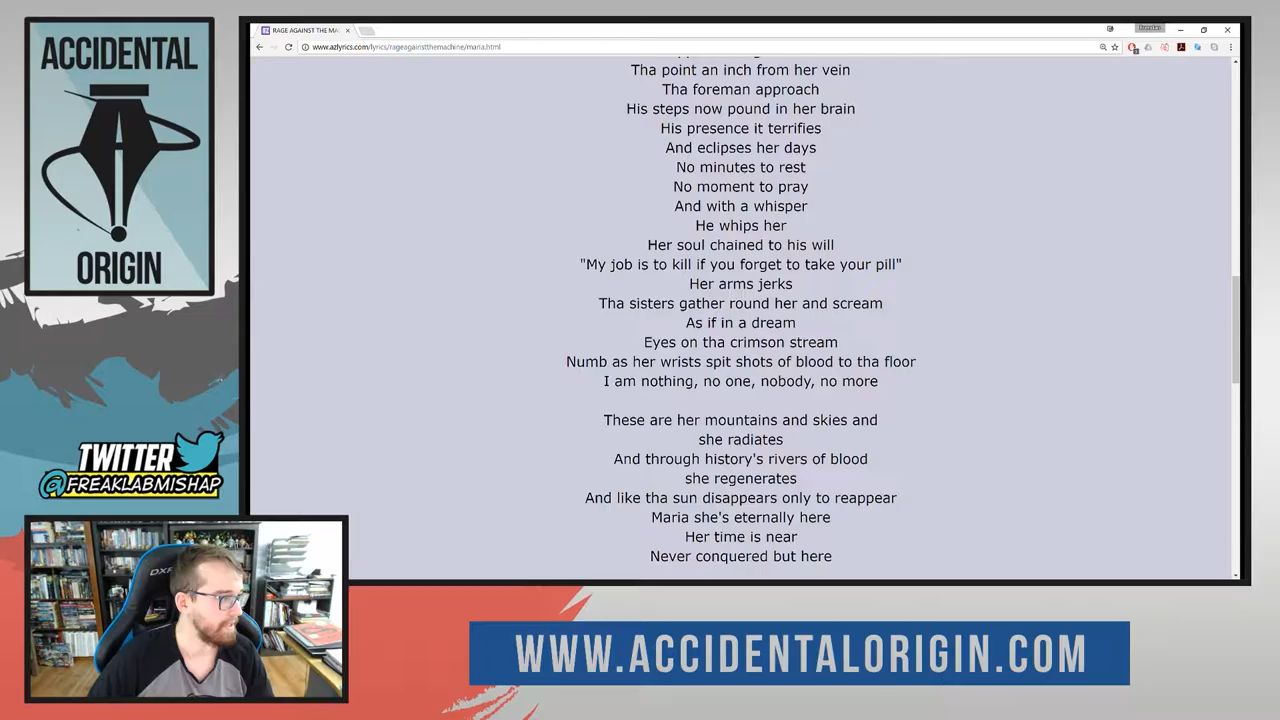 ACCIDENTAL
ORIGIN
RAGE AGAINST THE MA
www.azlyrics.com/lyrics/rageagainstthemachine/maria.html
Tha point an inch from her vein
Tha foreman approach
His steps now pound in her brain
His presence it terrifies
And eclipses her days
No minutes to rest
No moment to pray
And with a whisper
He whips her
Her soul chained to his will
"My job is to kill if you forget to take your pill"
Her arms jerks
Tha sisters gather round her and scream
As if in a dream
Eyes on tha crimson stream
Numb as her wrists spit shots of blood to tha floor
I am nothing, no one, nobody, no more
These are her mountains and skies and
she radiates
And through history's rivers of blood
she regenerates
And like tha sun disappears only to reappear
Maria she's eternally here
Her time is near
Never conquered but here
TWITTER
@FREAKLABMISHAP
DXR
WWW.ACCIDENTALORIGIN.COM